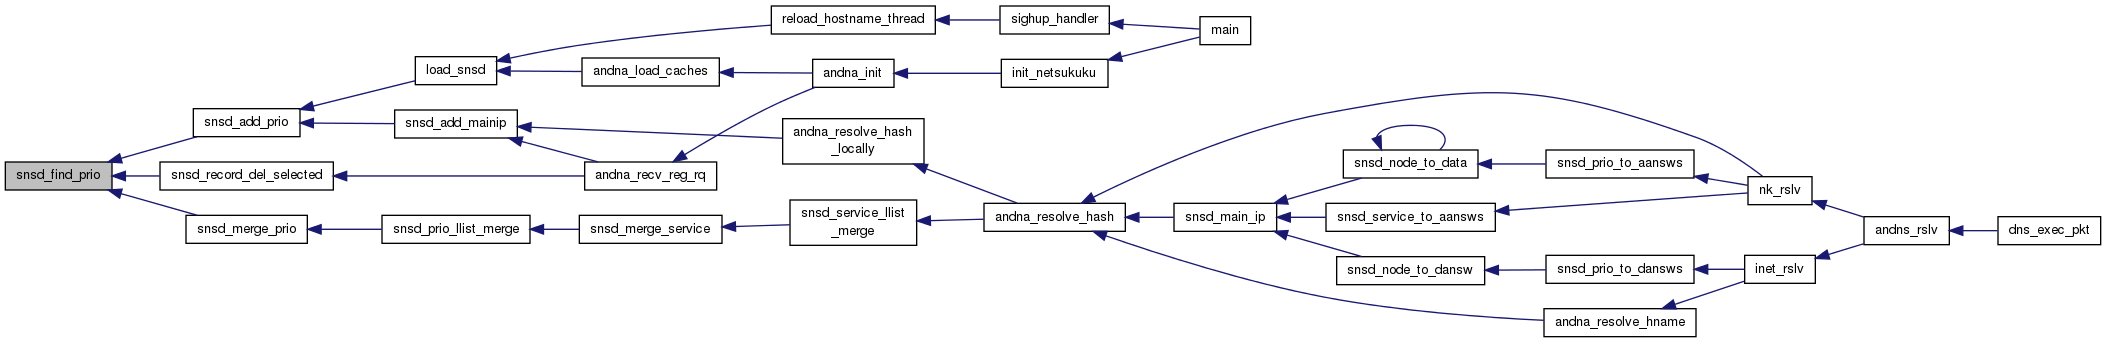 reload_hostname_thread
sighup_handler
main
load_snsd
andna_load_caches
andna_init
init_netsukuku
snsd_add_prio
snsd_add_mainip
andna_resolve_hash
_locally
snsd_find_prio
snsd_record_del_selected
andna_recv_reg_rq
snsd_merge_prio
snsd_prio_llist_merge
snsd_merge_service
snsd_service_llist
_merge
andna_resolve_hash
snsd_main_ip
snsd_node_to_data
snsd_prio_to_aansws
snsd_service_to_aansws
nk_rslv
snsd_node_to_dansw
snsd_prio_to_dansws
inet_rslv
andna_resolve_hname
andns_rslv
dns_exec_pkt